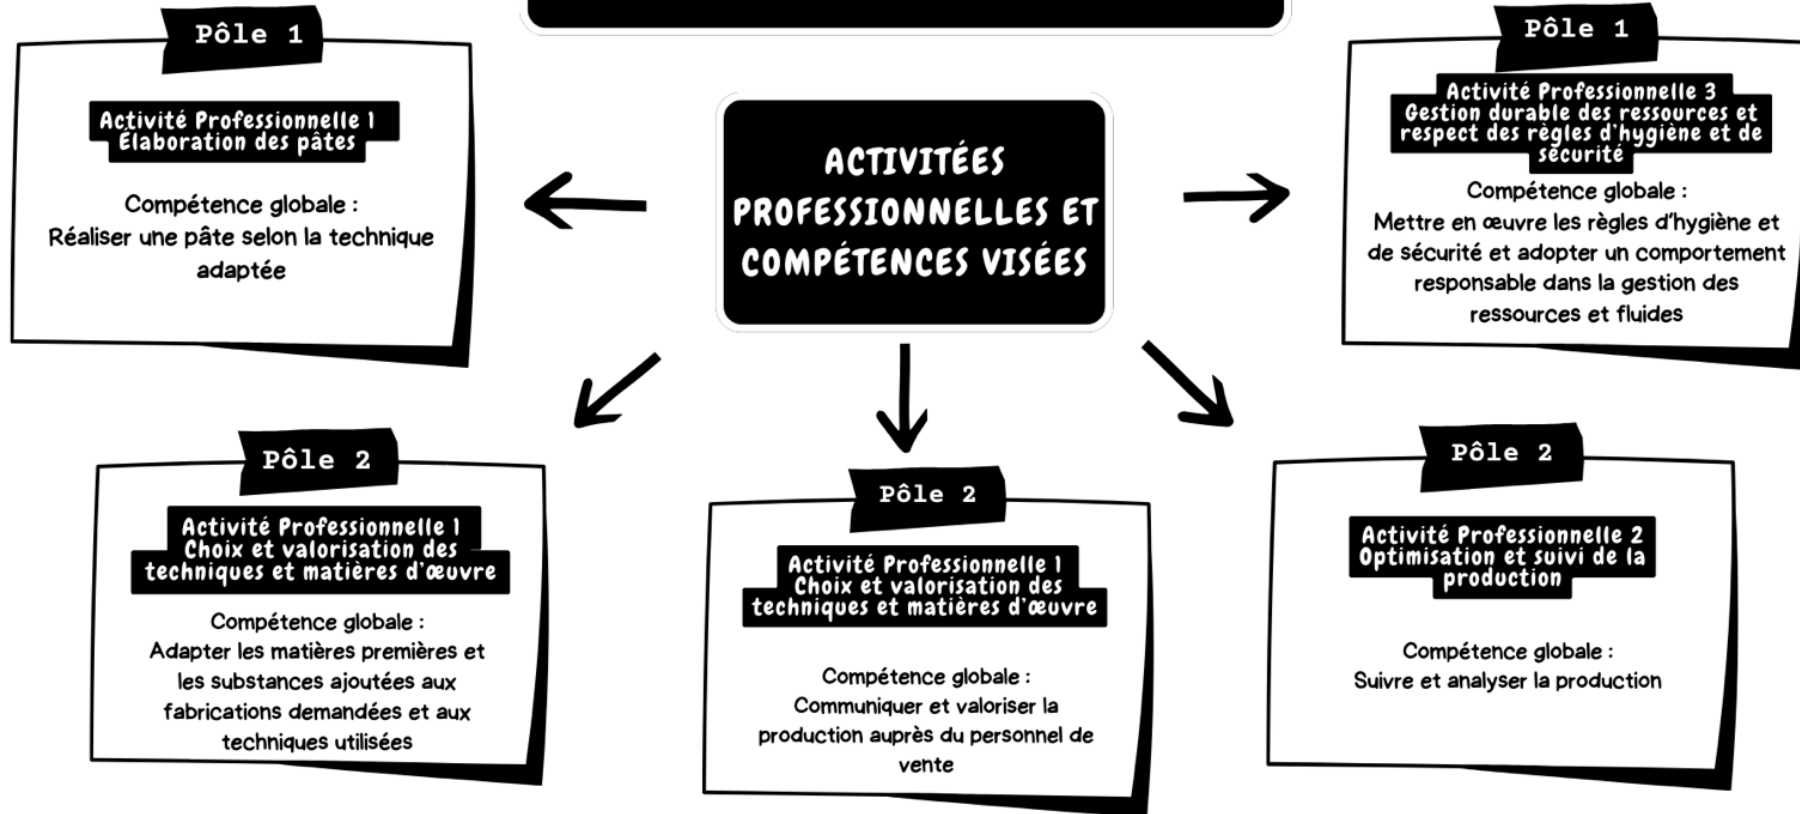 Pôle 1
Activité Professionnelle 1
Élaboration des pâtes
Compétence globale :
Réaliser une pâte selon la technique
adaptée
ACTIVITÉES
PROFESSIONNELLES ET
COMPÉTENCES VISÉES
Pôle 1
Activité Professionnelle 3
Gestion durable des ressources et
respect des règles d'hygiène et de
sécurité
Compétence globale :
Mettre en œuvre les règles d'hygiène et
de sécurité et adopter un comportement
responsable dans la gestion des
ressources et fluides
Pôle 2
Activité Professionnelle 1
Choix et valorisation des
techniques et matières d'œuvre
Compétence globale :
Adapter les matières premières et
les substances ajoutées aux
fabrications demandées et aux
techniques utilisées
Pôle 2
Activité Professionnelle 1
Choix et valorisation des
techniques et matières d'œuvre
Compétence globale :
Communiquer et valoriser la
production auprès du personnel de
vente
Pôle 2
Activité Professionnelle 2
Optimisation et suivi de la
production
Compétence globale :
Suivre et analyser la production